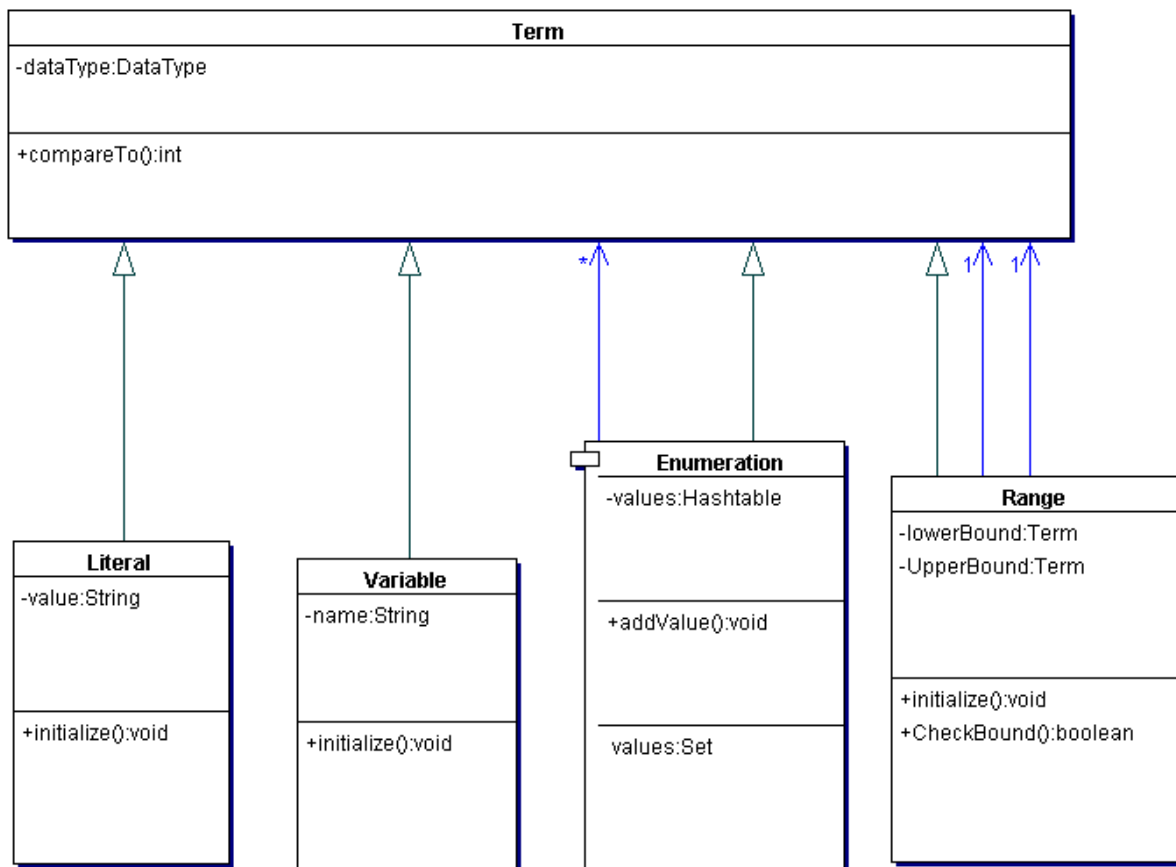 Term
-dataType:DataType
+compareTo():int
*
1
1
Literal
-value:String
+initialize():void
Variable
-name:String
+initialize():void
Enumeration
-values:Hashtable
+addValue():void
values:Set
Range
-lowerBound:Term
-UpperBound:Term
+initialize():void
+CheckBound():boolean